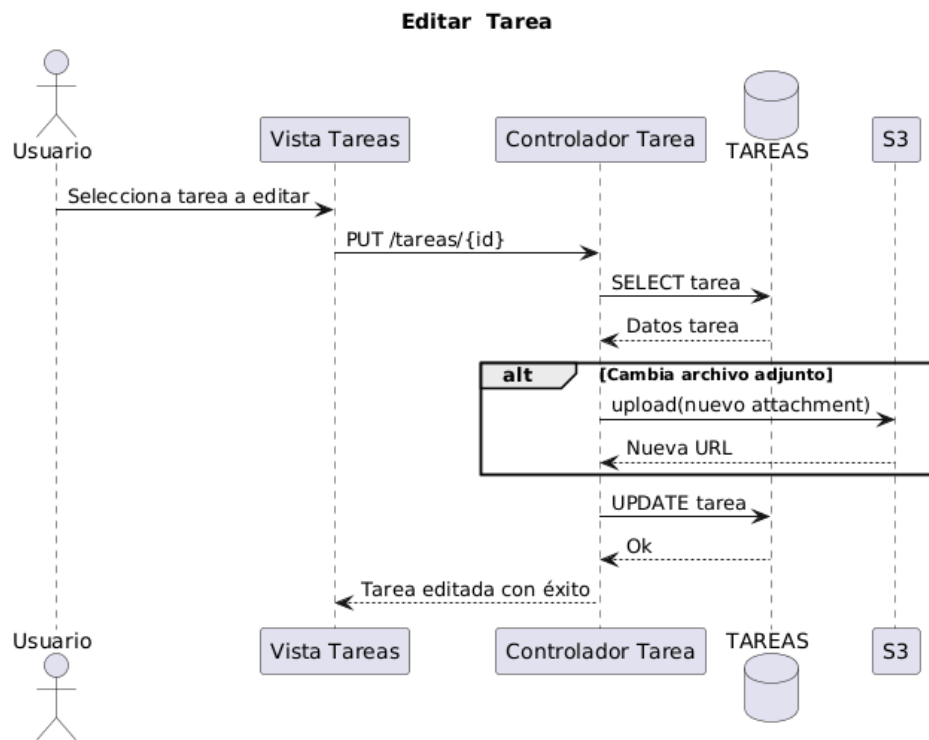 Editar  Tarea
Usuario
Vista Tareas
Controlador Tarea
TAREAS
S3
Selecciona tarea a editar
PUT /tareas/{id}
SELECT tarea
Datos tarea
alt
[Cambia archivo adjunto]
upload(nuevo attachment)
Nueva URL
UPDATE tarea
Ok
Tarea editada con éxito
Usuario
Vista Tareas
Controlador Tarea
TAREAS
S3